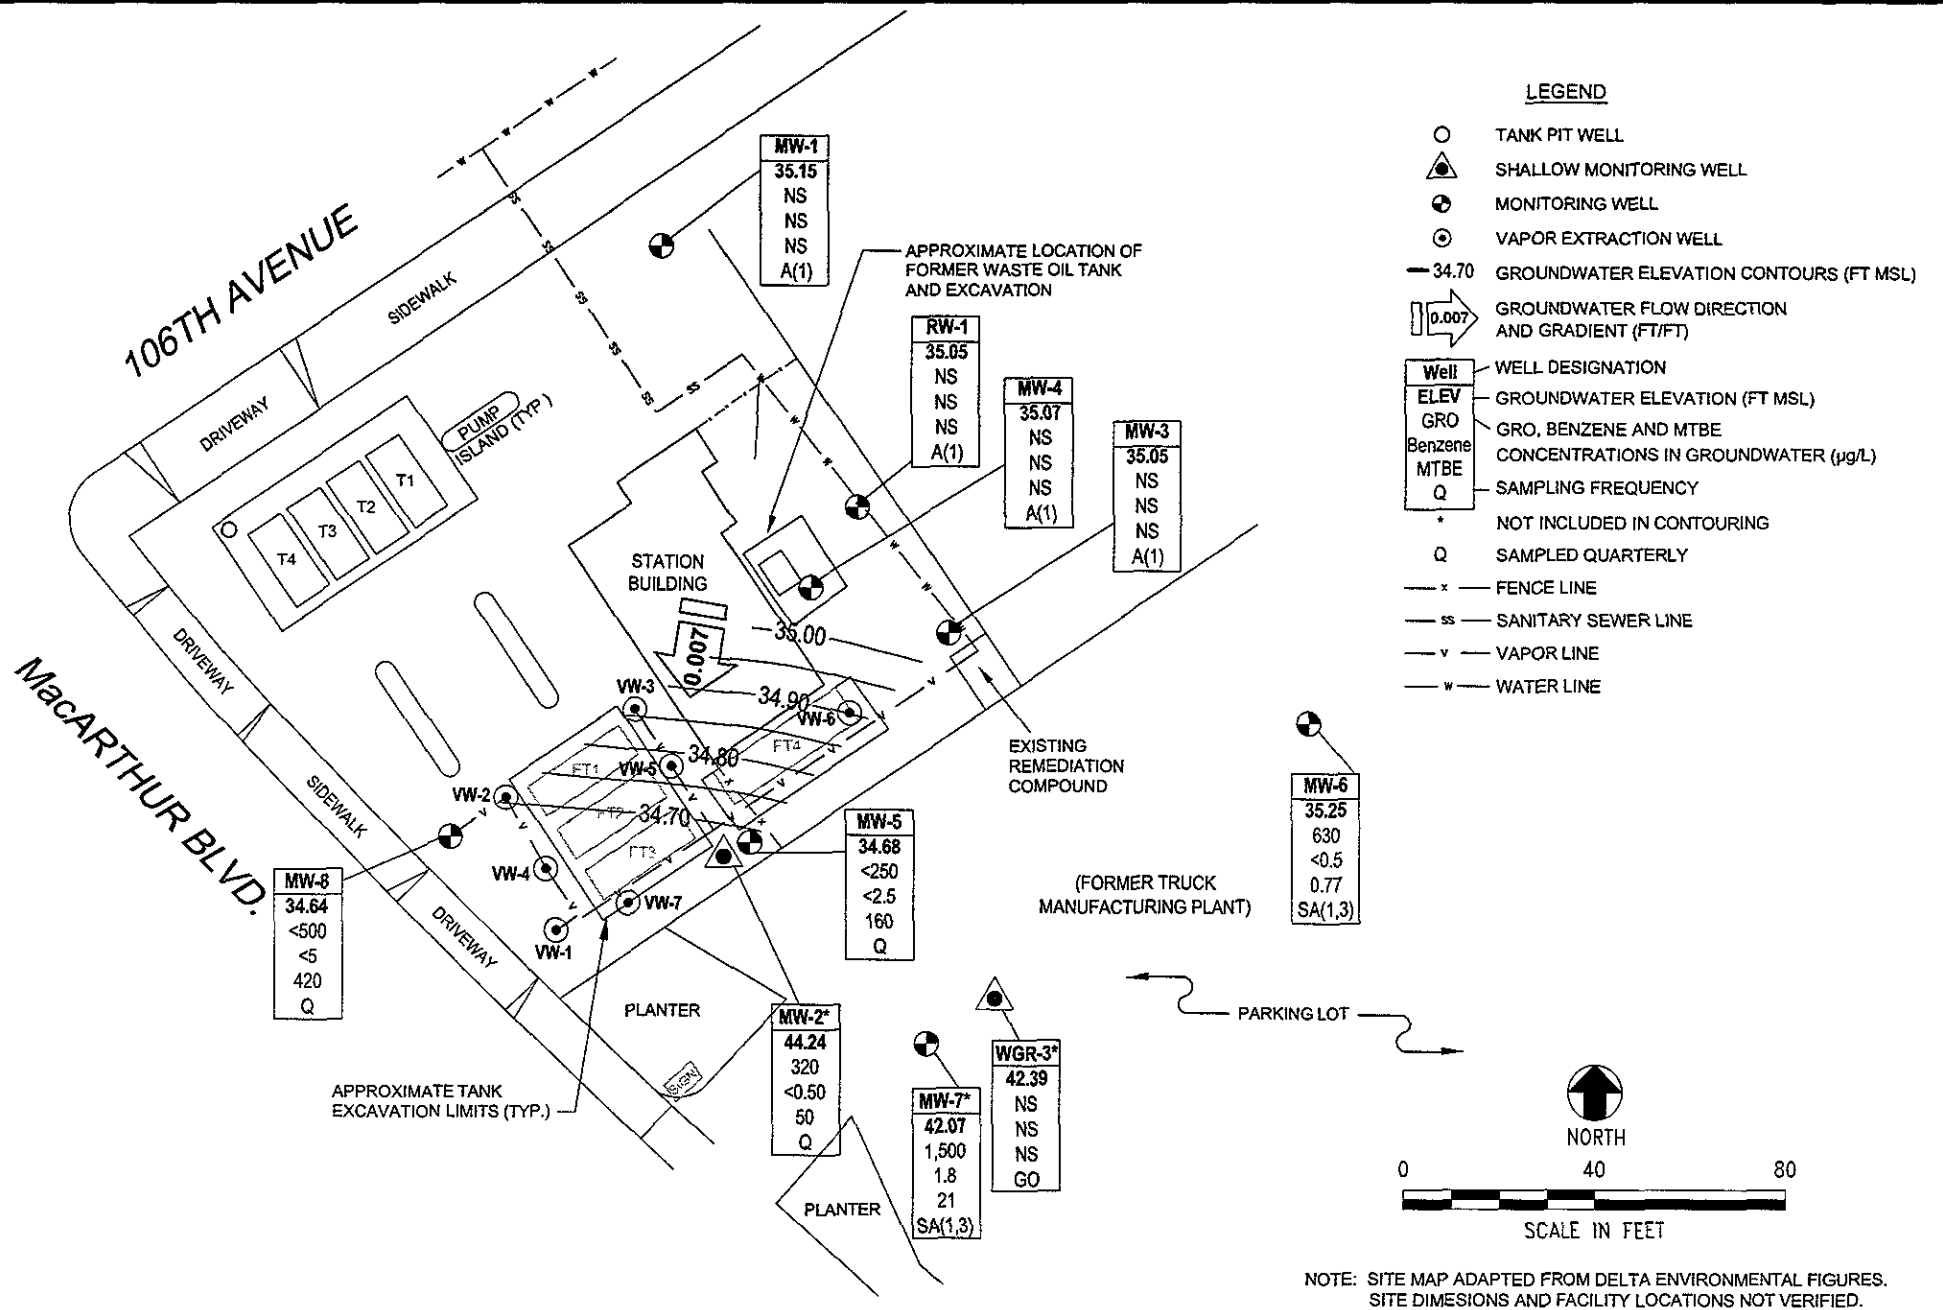 LEGEND
TANK PIT WELL
SHALLOW MONITORING WELL
MONITORING WELL
VAPOR EXTRACTION WELL
34.70 GROUNDWATER ELEVATION CONTOURS (FT MSL)
0.007 GROUNDWATER FLOW DIRECTION
AND GRADIENT (FT/FT)
Well WELL DESIGNATION
ELEV GROUNDWATER ELEVATION (FT MSL)
GRO
Benzene
MTBE
GRO, BENZENE AND MTBE
CONCENTRATIONS IN GROUNDWATER (µg/L)
Q SAMPLING FREQUENCY
* NOT INCLUDED IN CONTOURING
Q SAMPLED QUARTERLY
x FENCE LINE
SS SANITARY SEWER LINE
V VAPOR LINE
W WATER LINE
106TH AVENUE
SIDEWALK
DRIVEWAY
PUMP
ISLAND (TYP.)
T1
T2
T3
T4
MacARTHUR BLVD.
DRIVEWAY
SIDEWALK
DRIVEWAY
MW-1
35.15
NS
NS
NS
A(1)
APPROXIMATE LOCATION OF
FORMER WASTE OIL TANK
AND EXCAVATION
RW-1
35.05
NS
NS
NS
A(1)
MW-4
35.07
NS
NS
NS
A(1)
MW-3
35.05
NS
NS
NS
A(1)
STATION
BUILDING
0.007
35.00
34.90
34.80
34.70
VW-3
VW-6
VW-5
VW-2
VW-4
VW-7
VW-1
FT1
FT3
FT4
EXISTING
REMEDIATION
COMPOUND
MW-6
35.25
630
<0.5
0.77
SA(1,3)
MW-5
34.68
<250
<2.5
160
Q
MW-8
34.64
<500
<5
420
Q
(FORMER TRUCK
MANUFACTURING PLANT)
PARKING LOT
PLANTER
SIGN
APPROXIMATE TANK
EXCAVATION LIMITS (TYP.)
MW-2*
44.24
320
<0.50
50
Q
MW-7*
42.07
1,500
1.8
21
SA(1,3)
WGR-3*
42.39
NS
NS
NS
GO
PLANTER
NORTH
0 40 80
SCALE IN FEET
NOTE: SITE MAP ADAPTED FROM DELTA ENVIRONMENTAL FIGURES.
SITE DIMESIONS AND FACILITY LOCATIONS NOT VERIFIED.